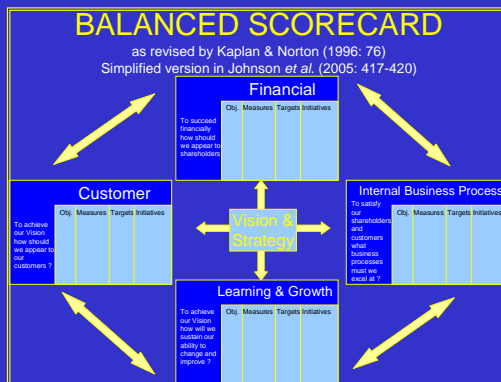 BALANCED SCORECARD
as revised by Kaplan & Norton (1996: 76)
Simplified version in Johnson et al. (2005: 417-420)
Financial
To succeed
financially
how should
we appear to
shareholders
Obj. Measures Targets Initiatives
Customer
To achieve
our Vision
how should
we appear to
our
customers ?
Obj. Measures Targets Initiatives
Vision &
Strategy
Internal Business Process
To satisfy
our
shareholders
and
customers
what
business
processes
must we
excel at ?
Obj. Measures Targets Initiatives
Learning & Growth
To achieve
our Vision
how will we
sustain our
ability to
change and
improve ?
Obj. Measures Targets Initiatives